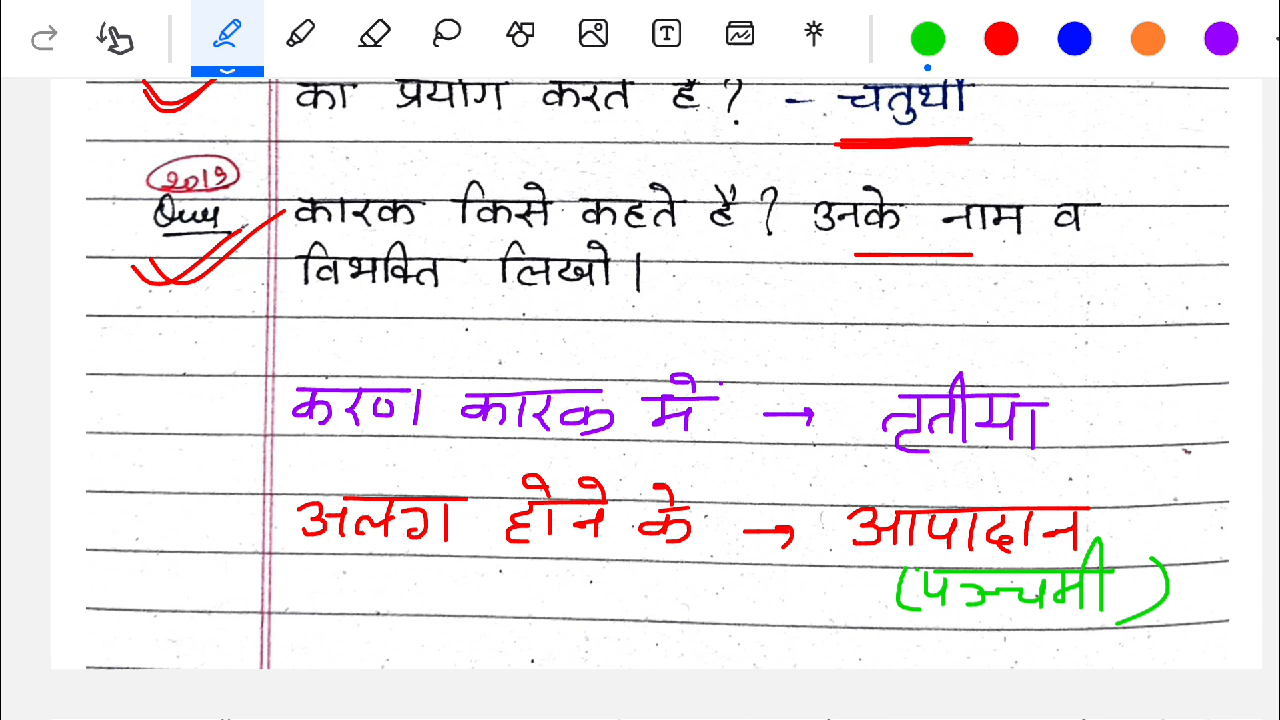 का प्रयोग करते हैं? - चतुर्थी
2019
Que कारक किसे कहते हैं? उनके नाम व
विभक्ति लिखो।
करण कारक में → तृतीया
अलग होने के → आपादान
(पञ्चमी)